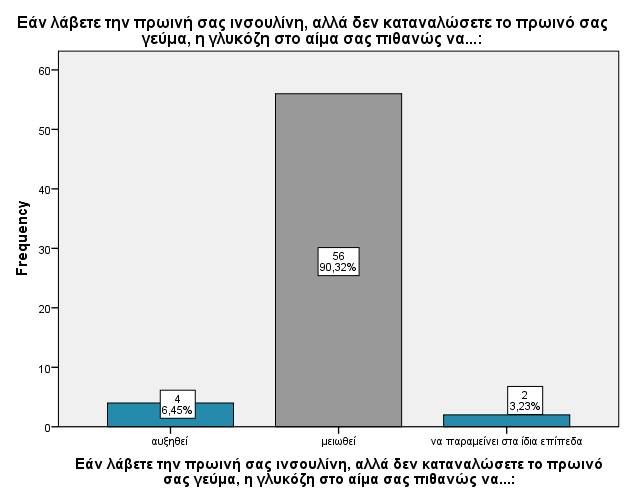 Εάν λάβετε την πρωινή σας ινσουλίνη, αλλά δεν καταναλώσετε το πρωινό σας
γεύμα, η γλυκόζη στο αίμα σας πιθανώς να...:
60
50
40
30
20
10
0
Frequency
4
6,45%
56
90,32%
2
3,23%
αυξηθεί
μειωθεί
να παραμείνει στα ίδια επίπεδα
Εάν λάβετε την πρωινή σας ινσουλίνη, αλλά δεν καταναλώσετε το πρωινό
σας γεύμα, η γλυκόζη στο αίμα σας πιθανώς να...: